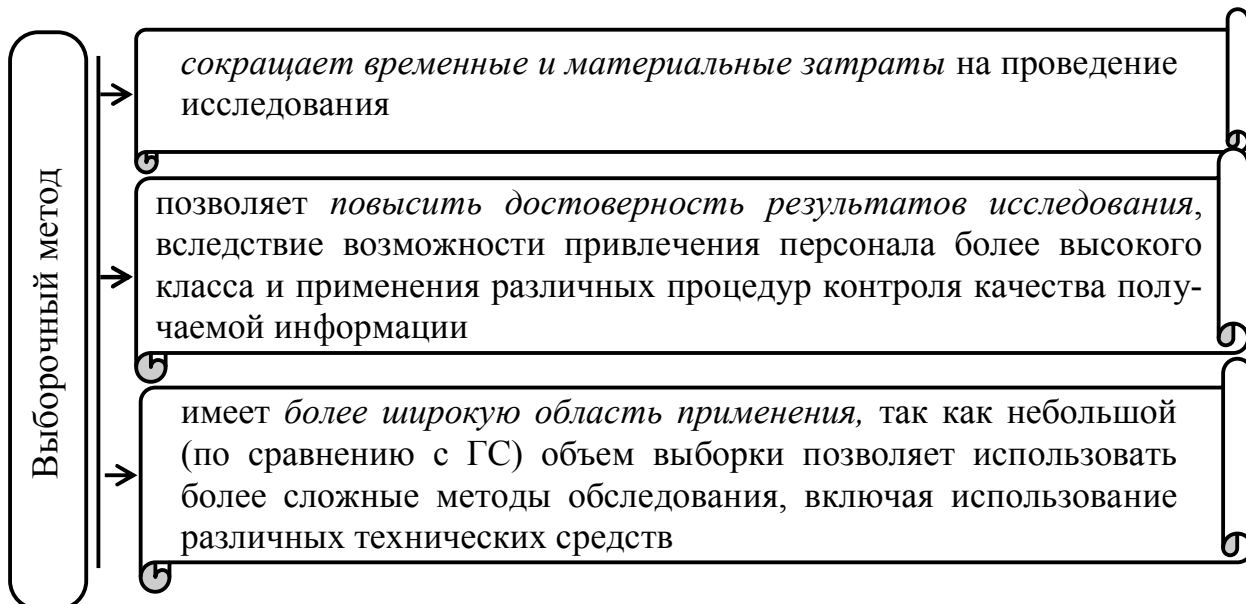 Выборочный метод
сокращает временные и материальные затраты на проведение
исследования
позволяет повысить достоверность результатов исследования,
вследствие возможности привлечения персонала более высокого
класса и применения различных процедур контроля качества полу-
чаемой информации
имеет более широкую область применения, так как небольшой
(по сравнению с ГС) объем выборки позволяет использовать
более сложные методы обследования, включая использование
различных технических средств